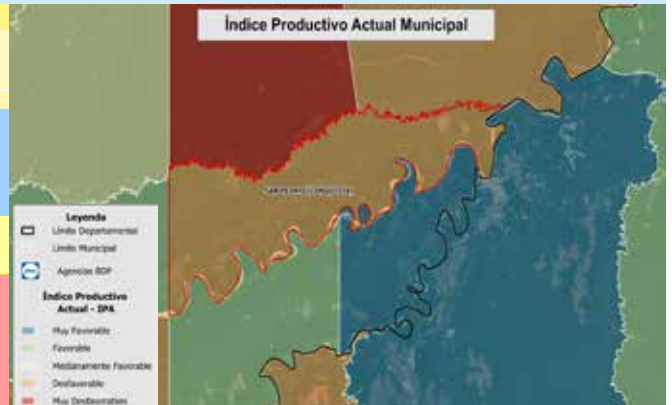 Índice Productivo Actual Municipal
SAN PEDRO (CONQUISTA)
Leyenda
Límite Departamental
Límite Municipal
Agencias BDP
Índice Productivo
Actual - IPA
Muy Favorable
Favorable
Medianamente Favorable
Desfavorable
Muy Desfavorable